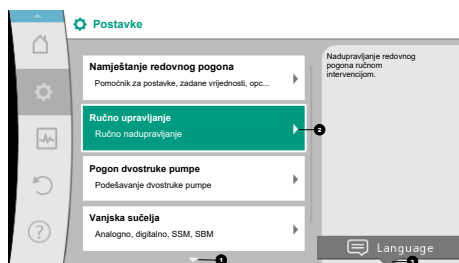 Postavke
Namještanje redovnog pogona
Pomoćnik za postavke, zadane vrijednosti, opc...
Ručno upravljanje
Ručno nadupravljanje
2
Pogon dvostruke pumpe
Podešavanje dvostruke pumpe
Vanjska sučelja
Analogno, digitalno, SSM, SBM
1
Nadupravljanje redovnog
pogona ručnom
intervencijom.
Language
3